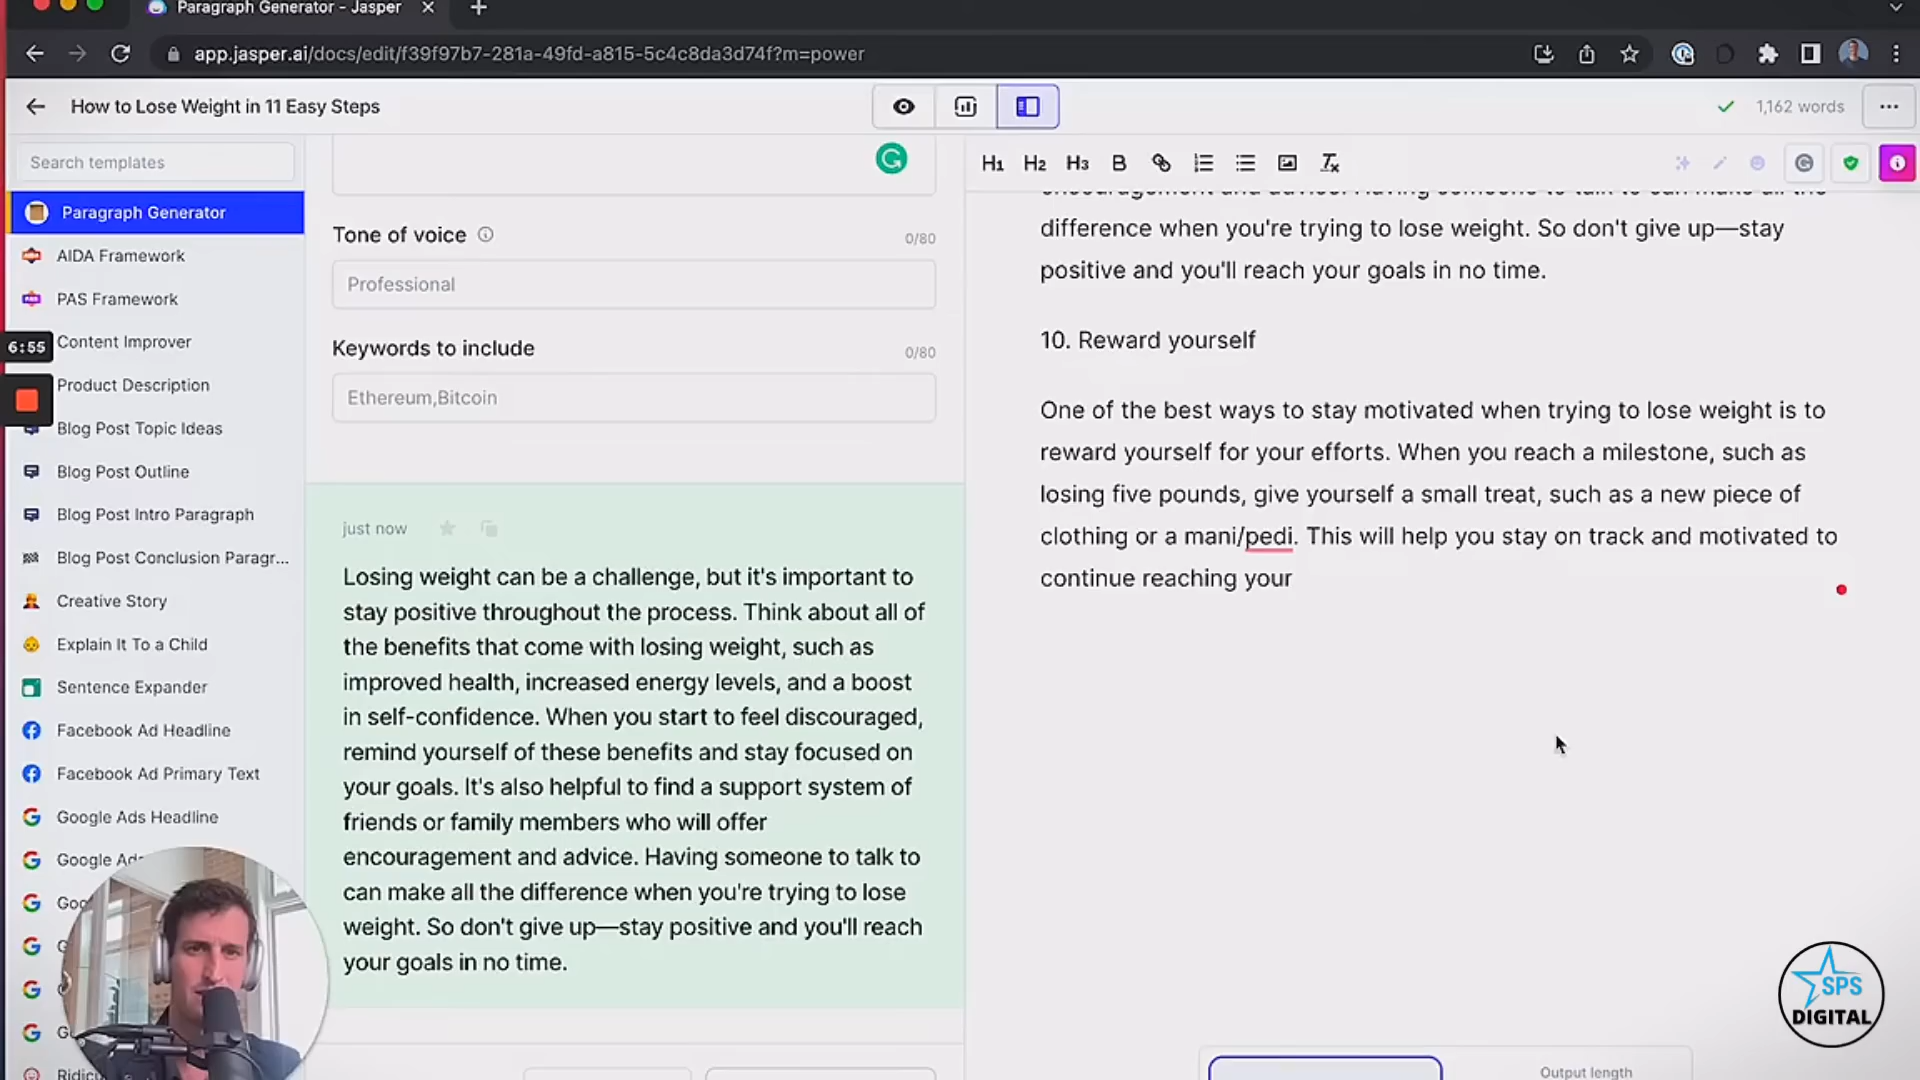 Paragraph Generator - Jasper
app.jasper.ai/docs/edit/f39f97b7-281a-49fd-a815-5c4c8da3d74f?m=power
How to Lose Weight in 11 Easy Steps
1,162 words
Search templates
Paragraph Generator
AIDA Framework
PAS Framework
6:55
Content Improver
Product Description
Blog Post Topic Ideas
Blog Post Outline
Blog Post Intro Paragraph
Blog Post Conclusion Paragr...
Creative Story
Explain It To a Child
Sentence Expander
Facebook Ad Headline
Facebook Ad Primary Text
Google Ads Headline
Google
Tone of voice
0/80
Professional
Keywords to include
0/80
Ethereum,Bitcoin
just now
Losing weight can be a challenge, but it's important to
stay positive throughout the process. Think about all of
the benefits that come with losing weight, such as
improved health, increased energy levels, and a boost
in self-confidence. When you start to feel discouraged,
remind yourself of these benefits and stay focused on
your goals. It's also helpful to find a support system of
friends or family members who will offer
encouragement and advice. Having someone to talk to
can make all the difference when you're trying to lose
weight. So don't give up—stay positive and you'll reach
your goals in no time.
H1 H2 H3 B
encouragement and advice. Having someone to talk to can make all the
difference when you're trying to lose weight. So don't give up—stay
positive and you'll reach your goals in no time.
10. Reward yourself
One of the best ways to stay motivated when trying to lose weight is to
reward yourself for your efforts. When you reach a milestone, such as
losing five pounds, give yourself a small treat, such as a new piece of
clothing or a mani/pedi. This will help you stay on track and motivated to
continue reaching your
Output length
SPS
DIGITAL